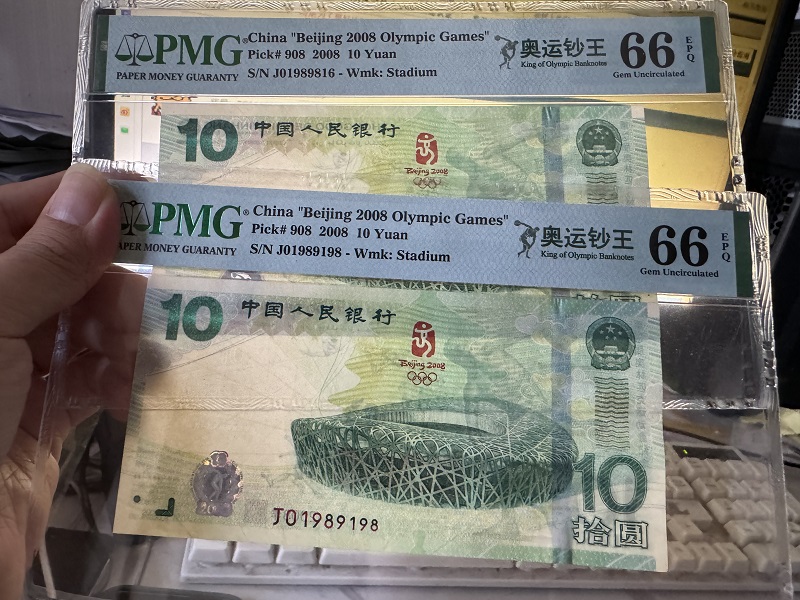 PMG
PAPER MONEY GUARANTY
China "Beijing 2008 Olympic Games"
Pick# 908 2008 10 Yuan
S/N J01989816 - Wmk: Stadium
奥运钞王
King of Olympic Banknotes
66
EPQ
Gem Uncirculated
10
中国人民银行
Beijing 2008
PMG
PAPER MONEY GUARANTY
China "Beijing 2008 Olympic Games"
Pick# 908 2008 10 Yuan
S/N J01989198 - Wmk: Stadium
奥运钞王
King of Olympic Banknotes
66
EPQ
Gem Uncirculated
10
中国人民银行
Beijing 2008
J01989198
10
拾圆